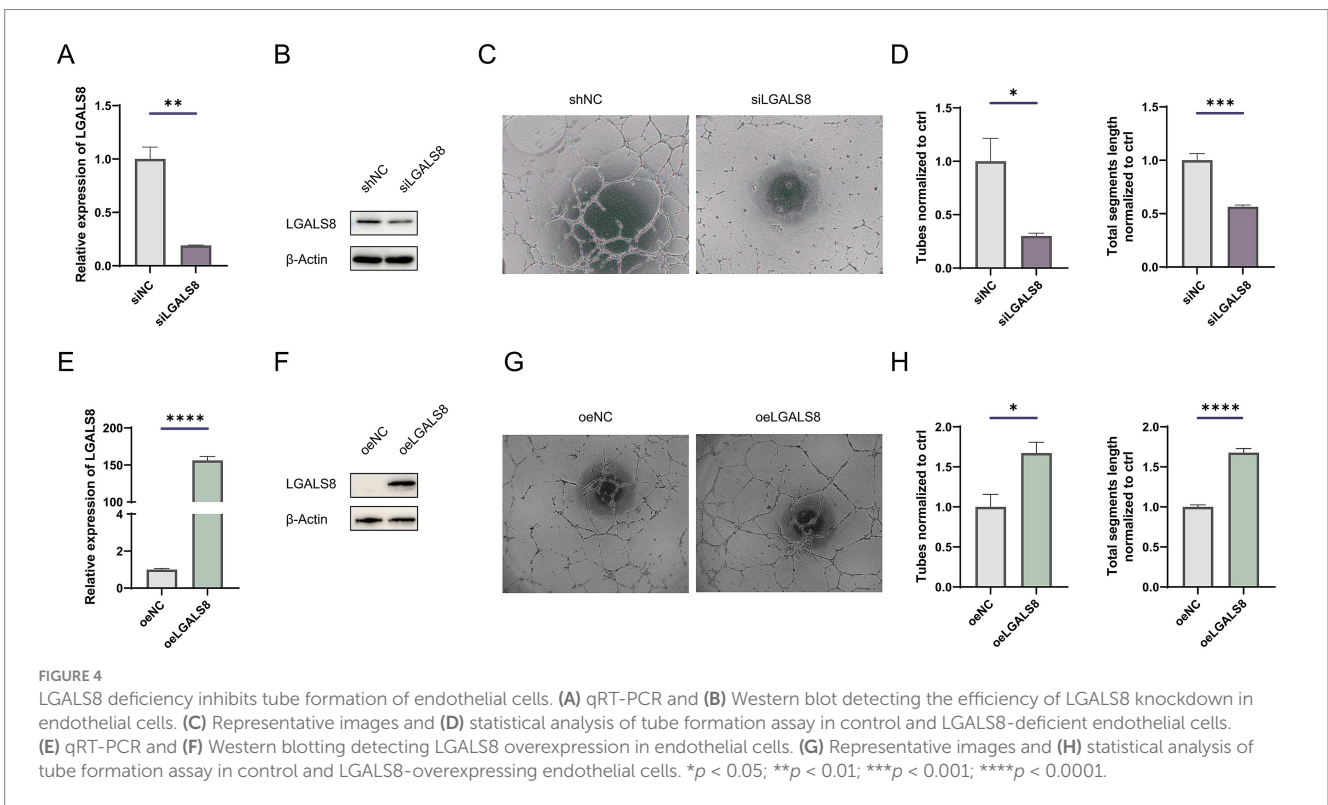 A
Relative expression of LGALS8
1.5
1.0
0.5
0.0
**
siNC
siLGALS8
B
shNC
siLGALS8
LGALS8
β-Actin
C
shNC
siLGALS8
D
Tubes normalized to ctrl
1.5
1.0
0.5
0.0
*
siNC
siLGALS8
Total segments length
normalized to ctrl
1.5
1.0
0.5
0.0
***
siNC
siLGALS8
E
Relative expression of LGALS8
200
150
100
4
2
0
****
oeNC
oeLGALS8
F
oeNC
oeLGALS8
LGALS8
β-Actin
G
oeNC
oeLGALS8
H
Tubes normalized to ctrl
2.0
1.5
1.0
0.5
0.0
*
oeNC
oeLGALS8
Total segments length
normalized to ctrl
2.0
1.5
1.0
0.5
0.0
****
oeNC
oeLGALS8
FIGURE 4
LGALS8 deficiency inhibits tube formation of endothelial cells. (A) qRT-PCR and (B) Western blot detecting the efficiency of LGALS8 knockdown in
endothelial cells. (C) Representative images and (D) statistical analysis of tube formation assay in control and LGALS8-deficient endothelial cells.
(E) qRT-PCR and (F) Western blotting detecting LGALS8 overexpression in endothelial cells. (G) Representative images and (H) statistical analysis of
tube formation assay in control and LGALS8-overexpressing endothelial cells. *p < 0.05; **p < 0.01; ***p < 0.001; ****p < 0.0001.